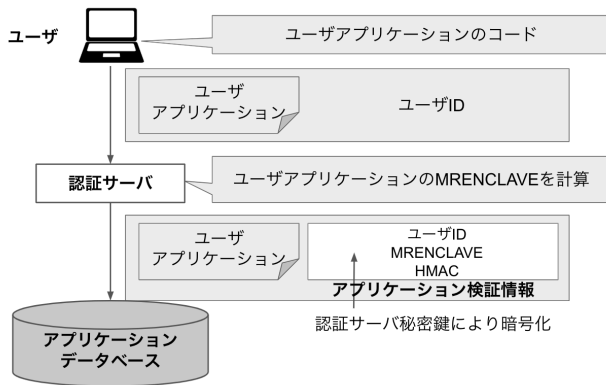 ユーザ
ユーザアプリケーションのコード
ユーザ
アプリケーション
ユーザID
認証サーバ
ユーザアプリケーションのMRENCLAVEを計算
ユーザ
アプリケーション
ユーザID
MRENCLAVE
HMAC
アプリケーション検証情報
認証サーバ秘密鍵により暗号化
アプリケーション
データベース